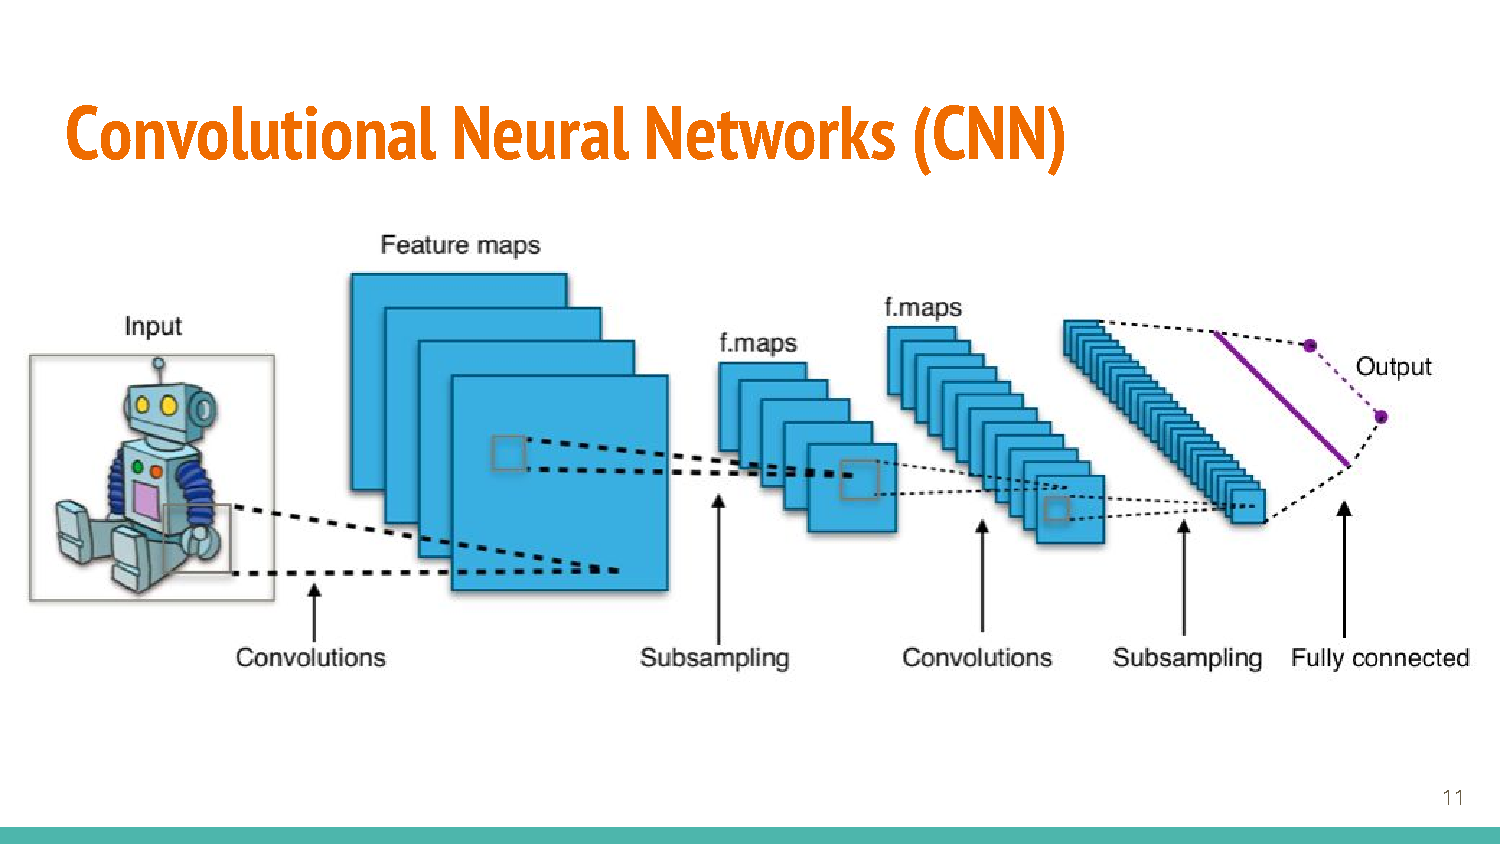 Convolutional Neural Networks (CNN)
Feature maps
f.maps
Input
f.maps
Output
Convolutions
Subsampling
Convolutions
Subsampling
Fully connected
11